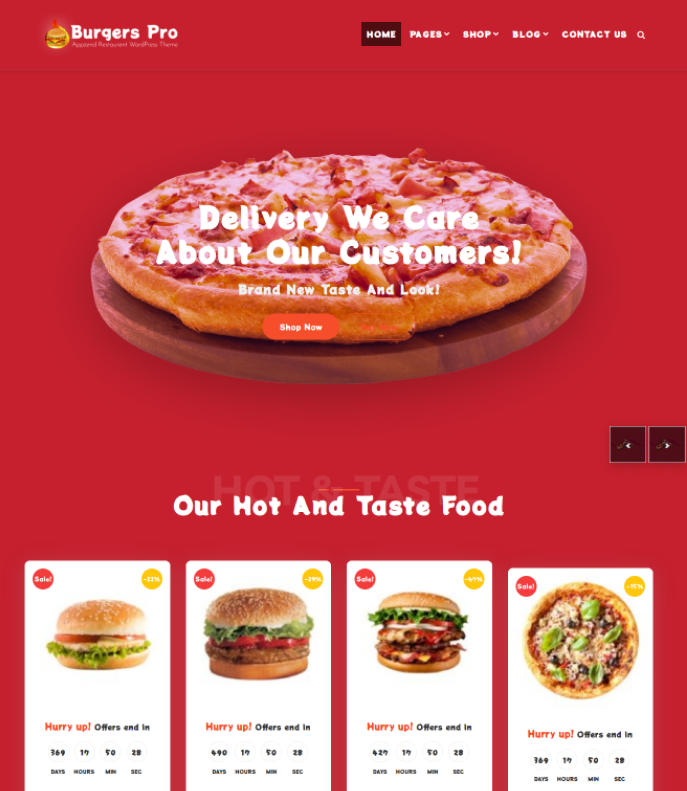 Burgers Pro
Appzend Restaurant WordPress Theme
HOME PAGES SHOP BLOG CONTACT US
Delivery We Care
About Our Customers!
Brand New Taste And Look!
Shop Now
HOT & TASTE
Our Hot And Taste Food
Sale! -33%
Sale! -29%
Sale!
Sale! -15%
Hurry up! Offers end in
369 17 50 28
DAYS HOURS MIN SEC
Hurry up! Offers end in
490 17 50 28
DAYS HOURS MIN SEC
Hurry up! Offers end in
427 17 50 28
DAYS HOURS MIN SEC
Hurry up! Offers end in
369 17 50 28
DAYS HOURS MIN SEC